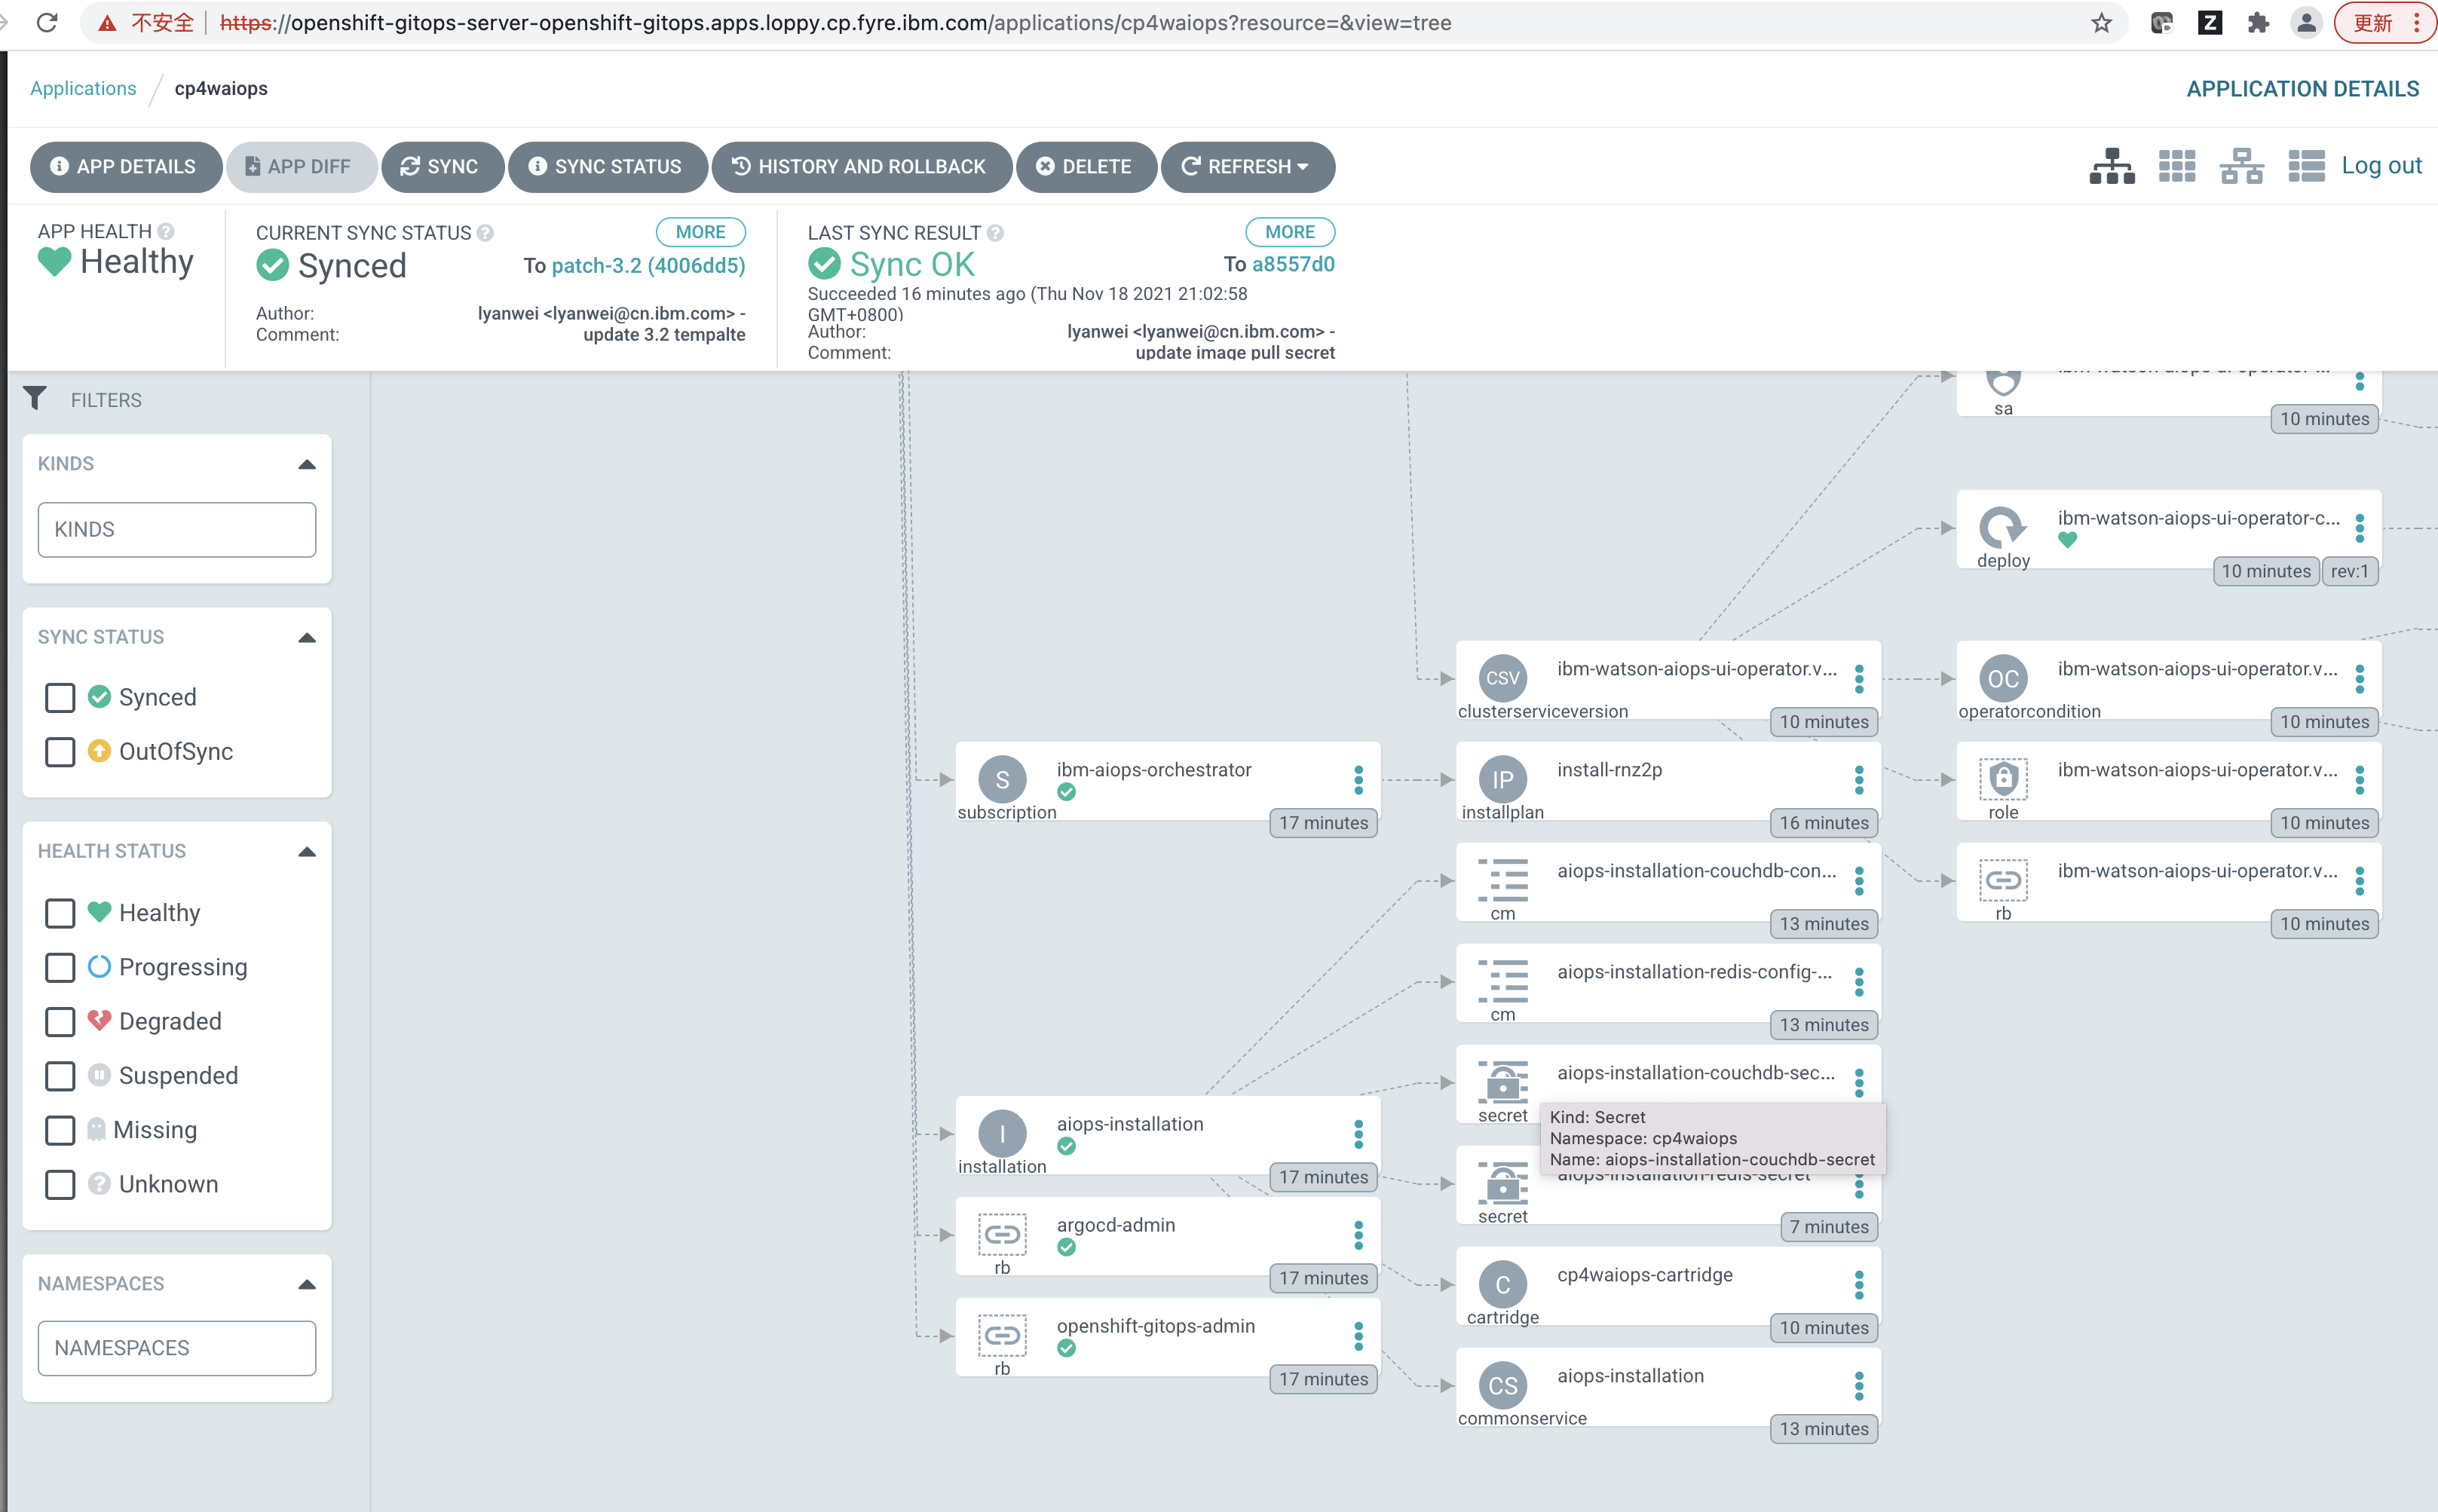 不安全 https://openshift-gitops-server-openshift-gitops.apps.loppy.cp.fyre.ibm.com/applications/cp4waiops?resource=&view=tree
Z
更新
Applications / cp4waiops
APPLICATION DETAILS
APP DETAILS
APP DIFF
SYNC
SYNC STATUS
HISTORY AND ROLLBACK
DELETE
REFRESH
Log out
APP HEALTH
Healthy
CURRENT SYNC STATUS
MORE
Synced
To patch-3.2 (4006dd5)
Author: lyanwei <lyanwei@cn.ibm.com> -
Comment: update 3.2 tempalte
LAST SYNC RESULT
MORE
Sync OK
To a8557d0
Succeeded 16 minutes ago (Thu Nov 18 2021 21:02:58
GMT+0800)
Author: lyanwei <lyanwei@cn.ibm.com> -
Comment: update image pull secret
FILTERS
KINDS
KINDS
SYNC STATUS
Synced
OutOfSync
HEALTH STATUS
Healthy
Progressing
Degraded
Suspended
Missing
Unknown
NAMESPACES
NAMESPACES
S
subscription
ibm-aiops-orchestrator
17 minutes
I
installation
aiops-installation
17 minutes
rb
argocd-admin
17 minutes
rb
openshift-gitops-admin
17 minutes
CSV
clusterserviceversion
ibm-watson-aiops-ui-operator.v...
10 minutes
IP
installplan
install-rnz2p
16 minutes
cm
aiops-installation-couchdb-con...
13 minutes
cm
aiops-installation-redis-config-...
13 minutes
secret
aiops-installation-couchdb-sec...
Kind: Secret
Namespace: cp4waiops
Name: aiops-installation-couchdb-secret
secret
aiops-installation-redis-secret
7 minutes
C
cartridge
cp4waiops-cartridge
10 minutes
CS
commonservice
aiops-installation
13 minutes
sa
ibm-watson-aiops-ui-operator-...
10 minutes
deploy
ibm-watson-aiops-ui-operator-c...
10 minutes
rev:1
OC
operatorcondition
ibm-watson-aiops-ui-operator.v...
10 minutes
role
ibm-watson-aiops-ui-operator.v...
10 minutes
rb
ibm-watson-aiops-ui-operator.v...
10 minutes